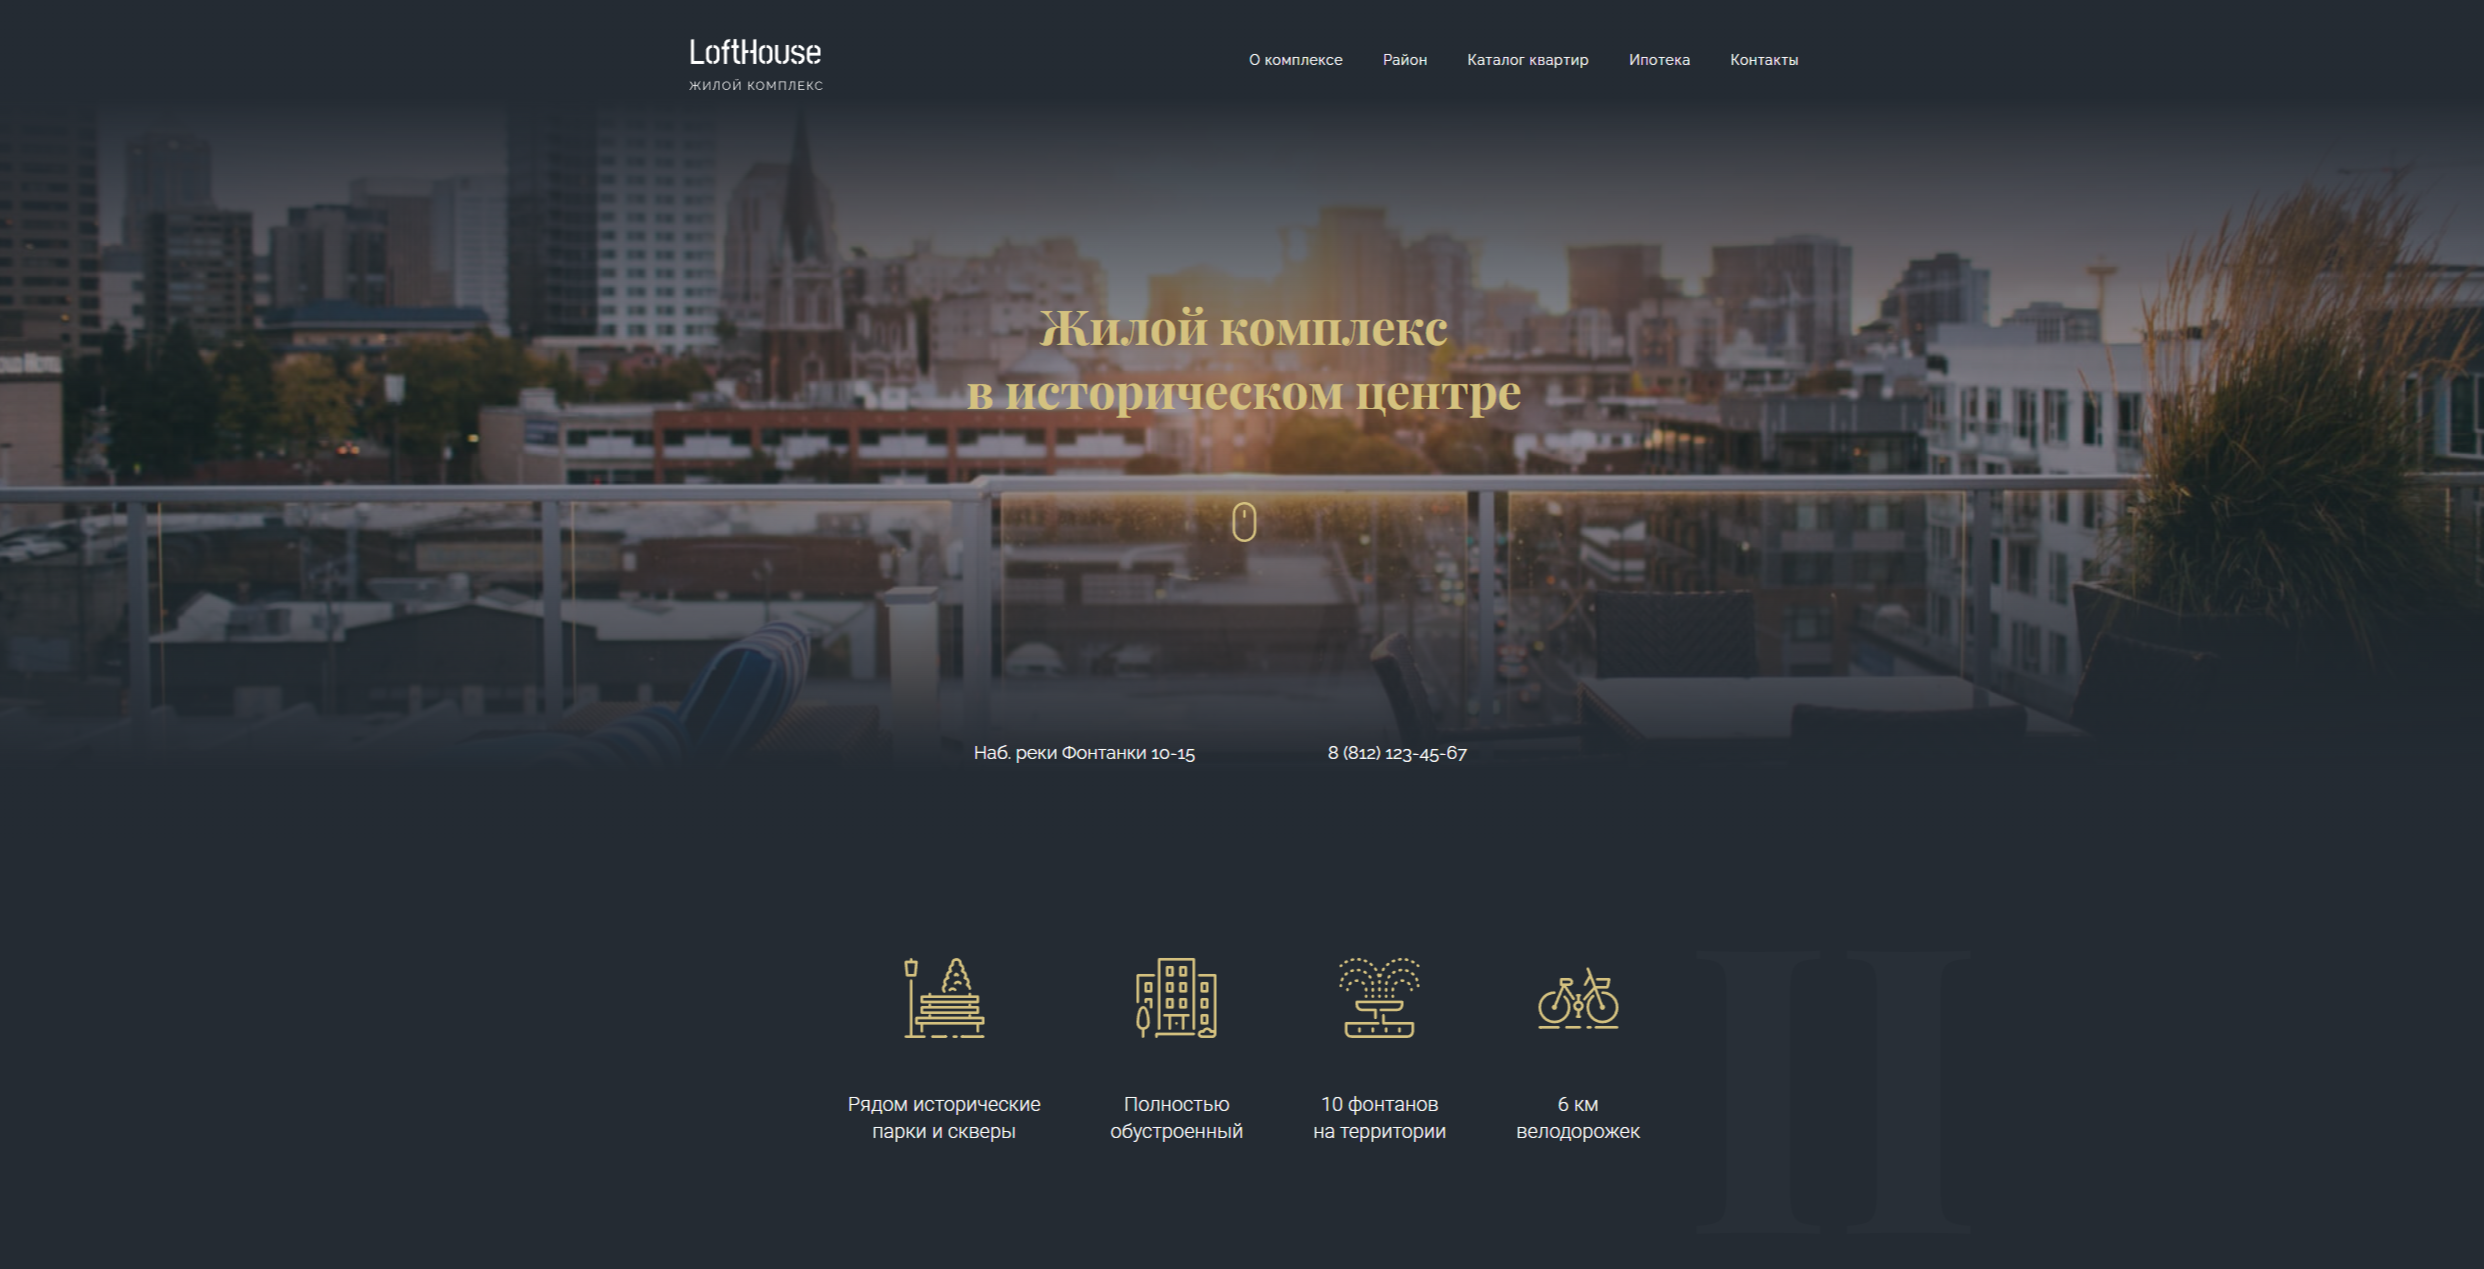 LoftHouse
ЖИЛОЙ КОМПЛЕКС
О комплексе Район Каталог квартир Ипотека Контакты
Жилой комплекс
в историческом центре
Наб. реки Фонтанки 10-15
8 (812) 123-45-67
Рядом исторические
парки и скверы
Полностью
обустроенный
10 фонтанов
на территории
6 км
велодорожек
II